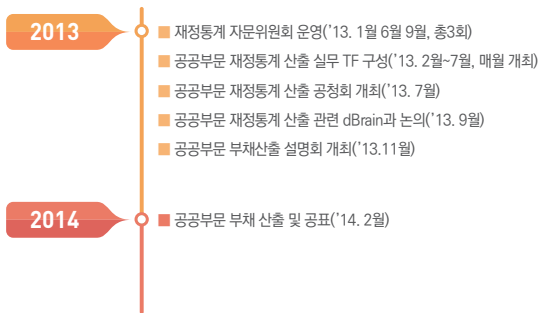 2013
■ 재정통계 자문위원회 운영(’13. 1월 6월 9월, 총3회)
■ 공공부문 재정통계 산출 실무 TF 구성(’13. 2월~7월, 매월 개최)
■ 공공부문 재정통계 산출 공청회 개최(’13. 7월)
■ 공공부문 재정통계 산출 관련 dBrain과 논의(’13. 9월)
■ 공공부문 부채산출 설명회 개최(’13.11월)
2014
■ 공공부문 부채 산출 및 공표(’14. 2월)